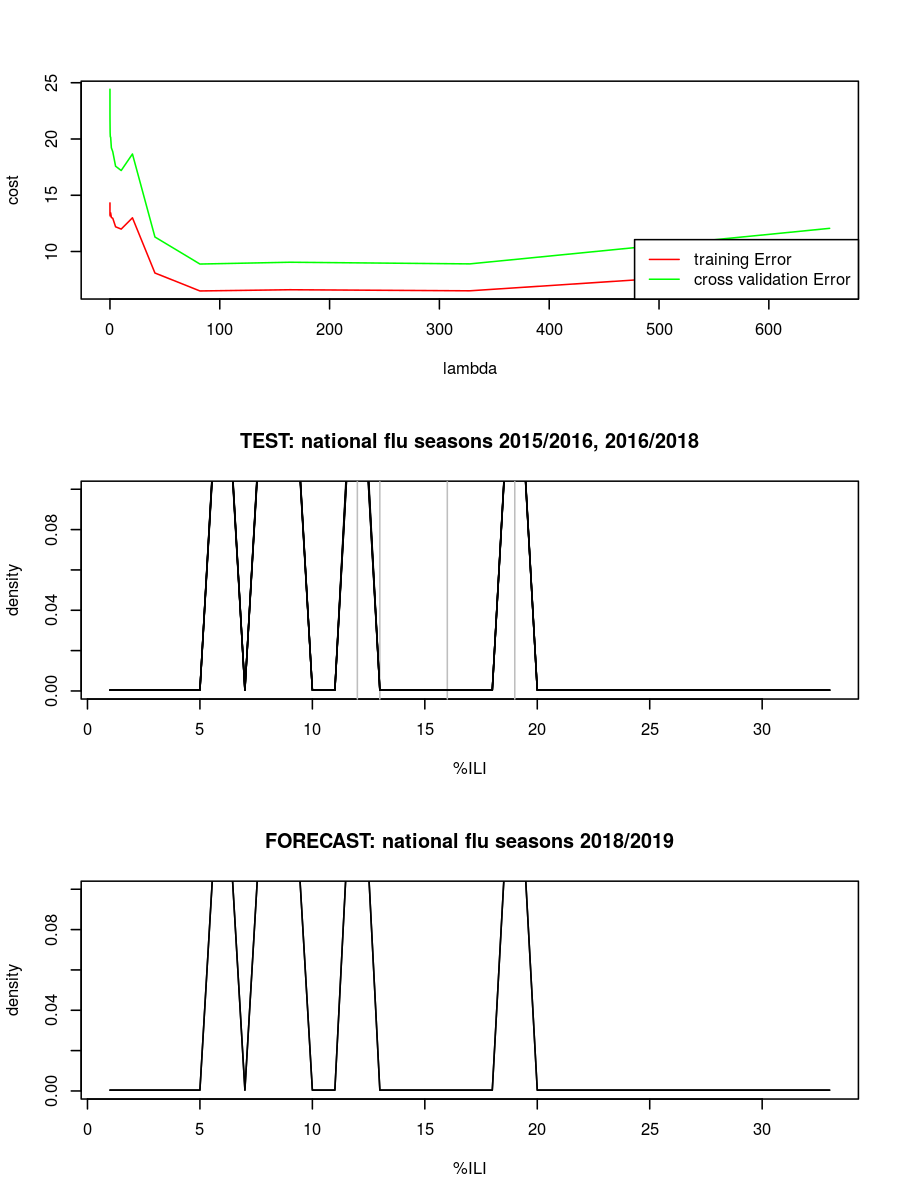 25
20
15
10
cost
training Error
cross validation Error
0 100 200 300 400 500 600
lambda
TEST: national flu seasons 2015/2016, 2016/2018
0.08
0.04
0.00
density
0 5 10 15 20 25 30
%ILI
FORECAST: national flu seasons 2018/2019
0.08
0.04
0.00
density
0 5 10 15 20 25 30
%ILI